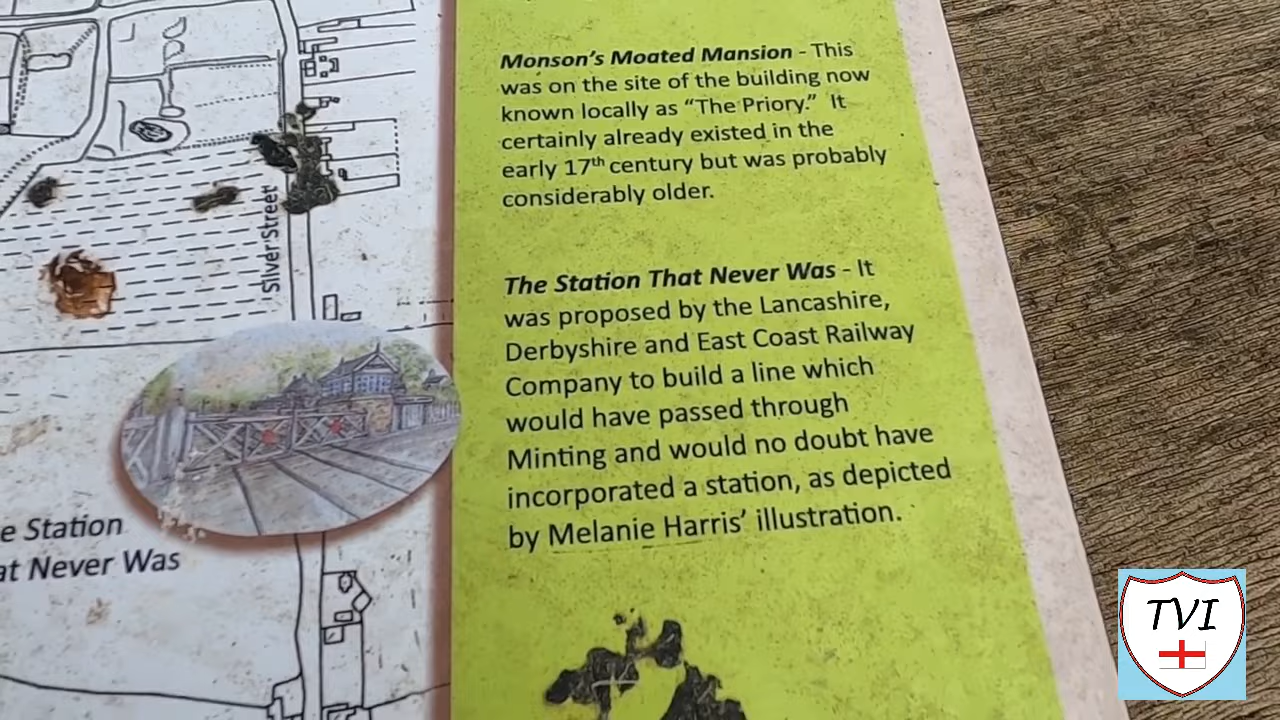 Monson's Moated Mansion - This
was on the site of the building now
known locally as “The Priory.” It
certainly already existed in the
early 17th century but was probably
considerably older.
The Station That Never Was - It
was proposed by the Lancashire,
Derbyshire and East Coast Railway
Company to build a line which
would have passed through
Minting and would no doubt have
incorporated a station, as depicted
by Melanie Harris’ illustration.
Silver Street
Station
Never Was
TVI